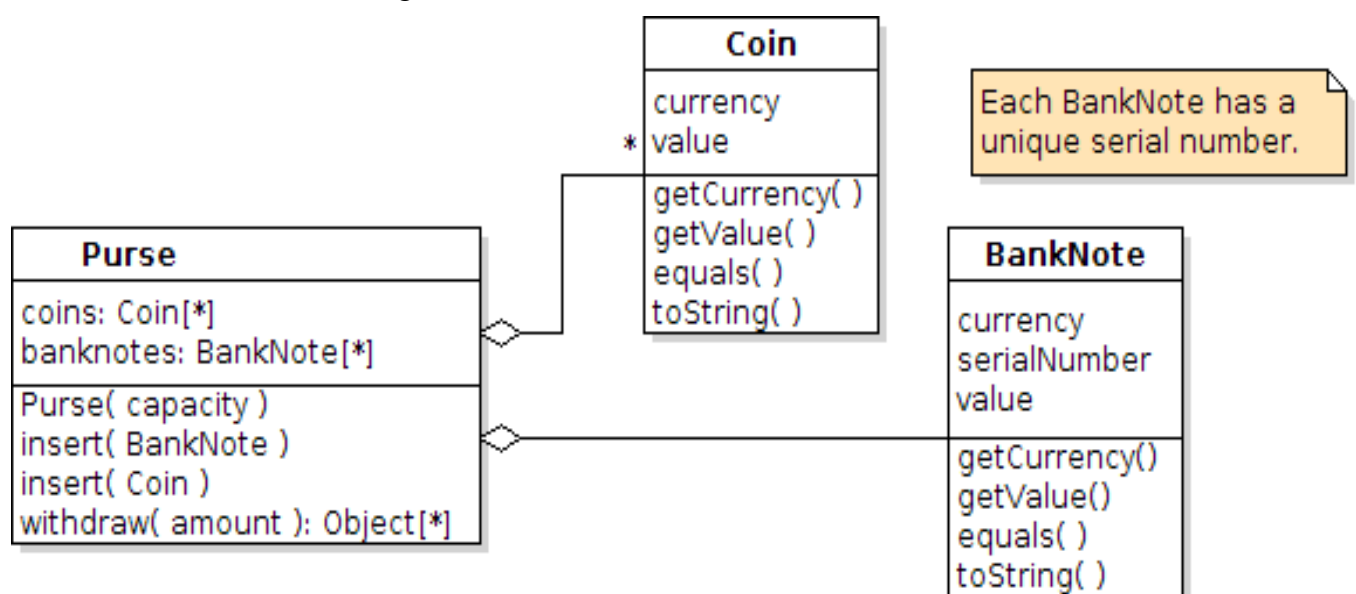 Coin
currency
* value
getCurrency( )
getValue( )
equals( )
toString( )
Each BankNote has a
unique serial number.
Purse
coins: Coin[*]
banknotes: BankNote[*]
Purse( capacity )
insert( BankNote )
insert( Coin )
withdraw( amount ): Object[*]
BankNote
currency
serialNumber
value
getCurrency()
getValue()
equals( )
toString( )